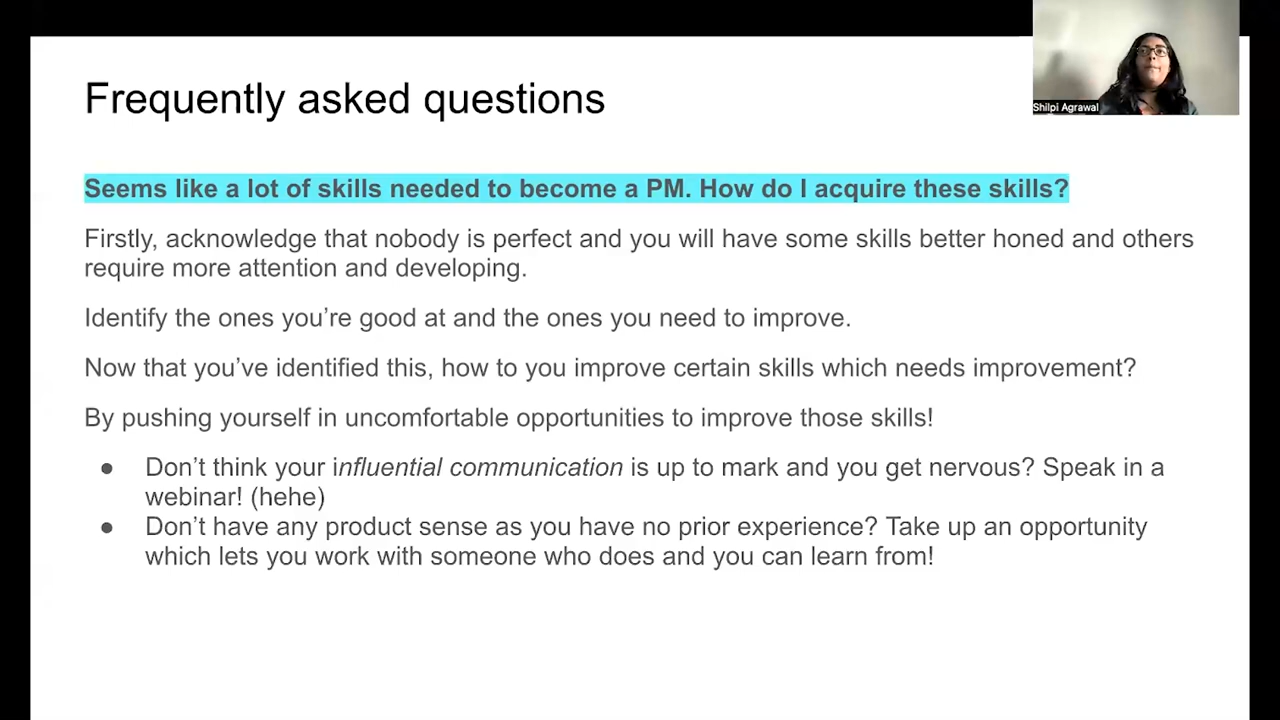 Frequently asked questions
Shilpi Agrawal
Seems like a lot of skills needed to become a PM. How do I acquire these skills?
Firstly, acknowledge that nobody is perfect and you will have some skills better honed and others
require more attention and developing.
Identify the ones you’re good at and the ones you need to improve.
Now that you’ve identified this, how to you improve certain skills which needs improvement?
By pushing yourself in uncomfortable opportunities to improve those skills!
● Don’t think your influential communication is up to mark and you get nervous? Speak in a
webinar! (hehe)
● Don’t have any product sense as you have no prior experience? Take up an opportunity
which lets you work with someone who does and you can learn from!